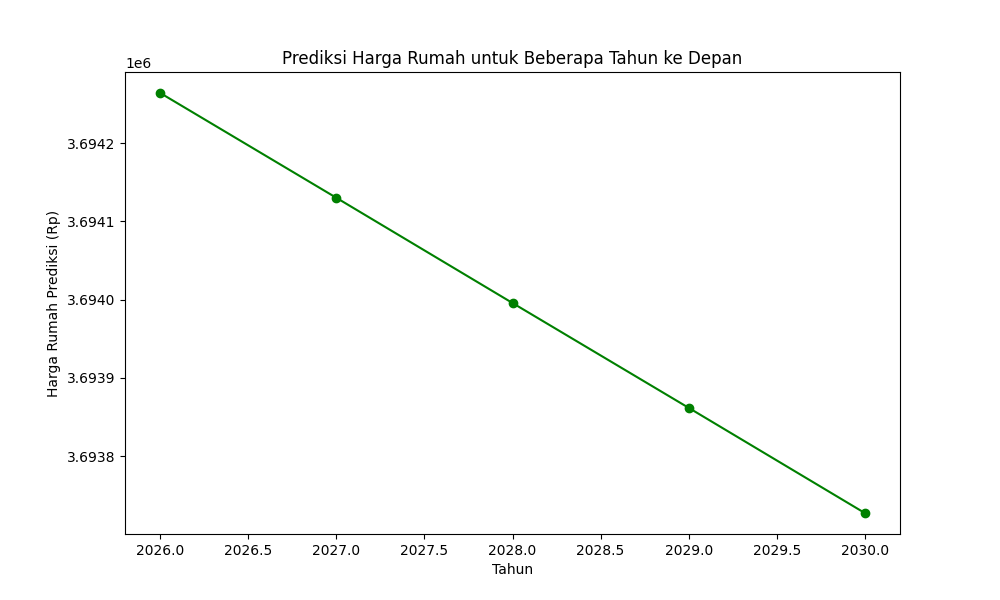 Prediksi Harga Rumah untuk Beberapa Tahun ke Depan
1e6
3.6942
3.6941
3.6940
3.6939
3.6938
Harga Rumah Prediksi (Rp)
2026.0 2026.5 2027.0 2027.5 2028.0 2028.5 2029.0 2029.5 2030.0
Tahun